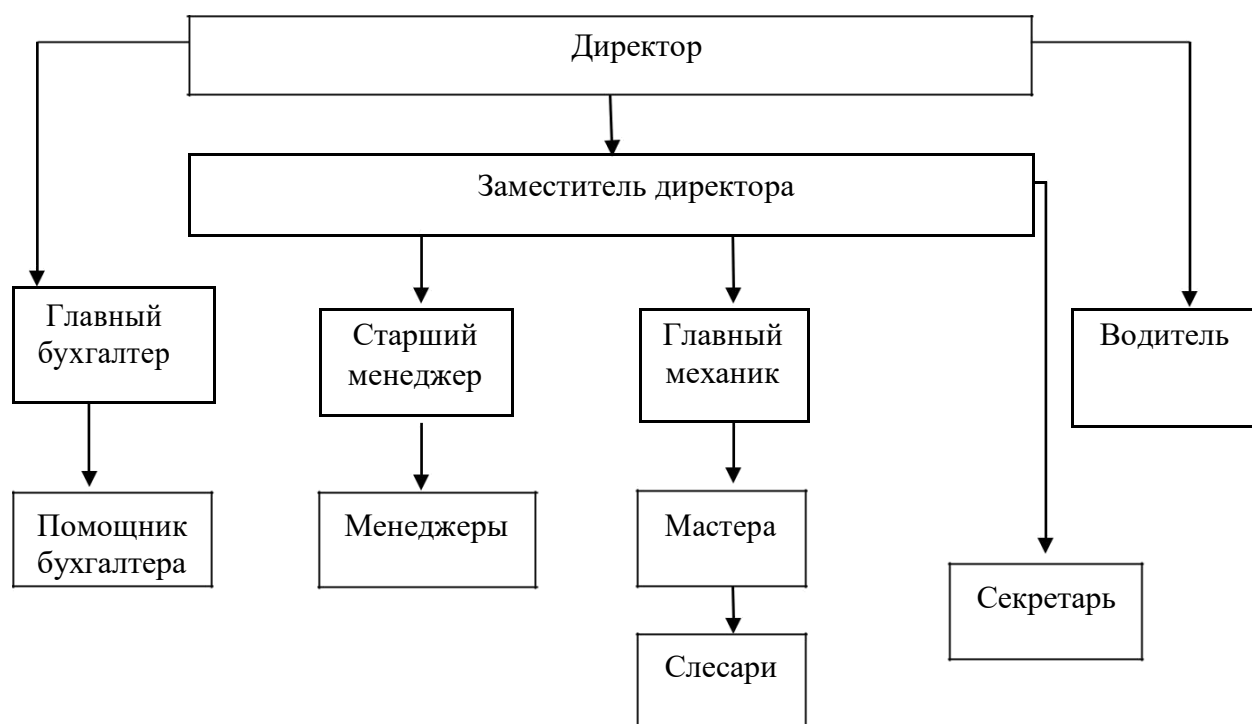 Директор
Заместитель директора
Главный
бухгалтер
Старший
менеджер
Главный
механик
Водитель
Помощник
бухгалтера
Менеджеры
Мастера
Секретарь
Слесари